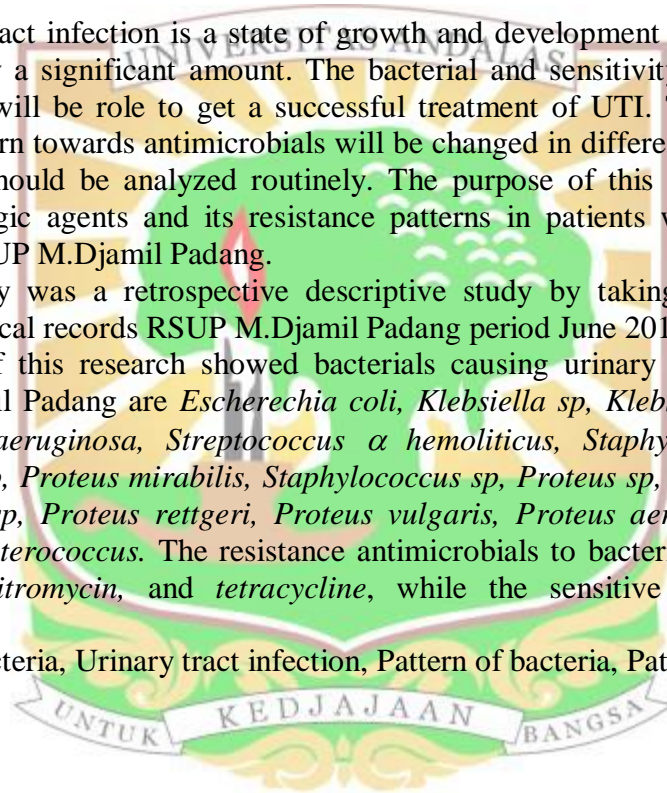 UNIVERSITAS ANDALAS
act infection is a state of growth and development
a significant amount. The bacterial and sensitivity
will be role to get a successful treatment of UTI.
rn towards antimicrobials will be changed in differe
hould be analyzed routinely. The purpose of this
gic agents and its resistance patterns in patients
UP M.Djamil Padang.
y was a retrospective descriptive study by taking
cal records RSUP M.Djamil Padang period June 201
f this research showed bacterials causing urinary
il Padang are Escherechia coli, Klebsiella sp, Kleb
aeruginosa, Streptococcus α hemoliticus, Staphy
, Proteus mirabilis, Staphylococcus sp, Proteus sp,
sp, Proteus rettgeri, Proteus vulgaris, Proteus aer
terococcus. The resistance antimicrobials to bacteri
itromycin, and tetracycline, while the sensitive
cteria, Urinary tract infection, Pattern of bacteria, Pat
UNTUK KEDJAJAAN BANGSA